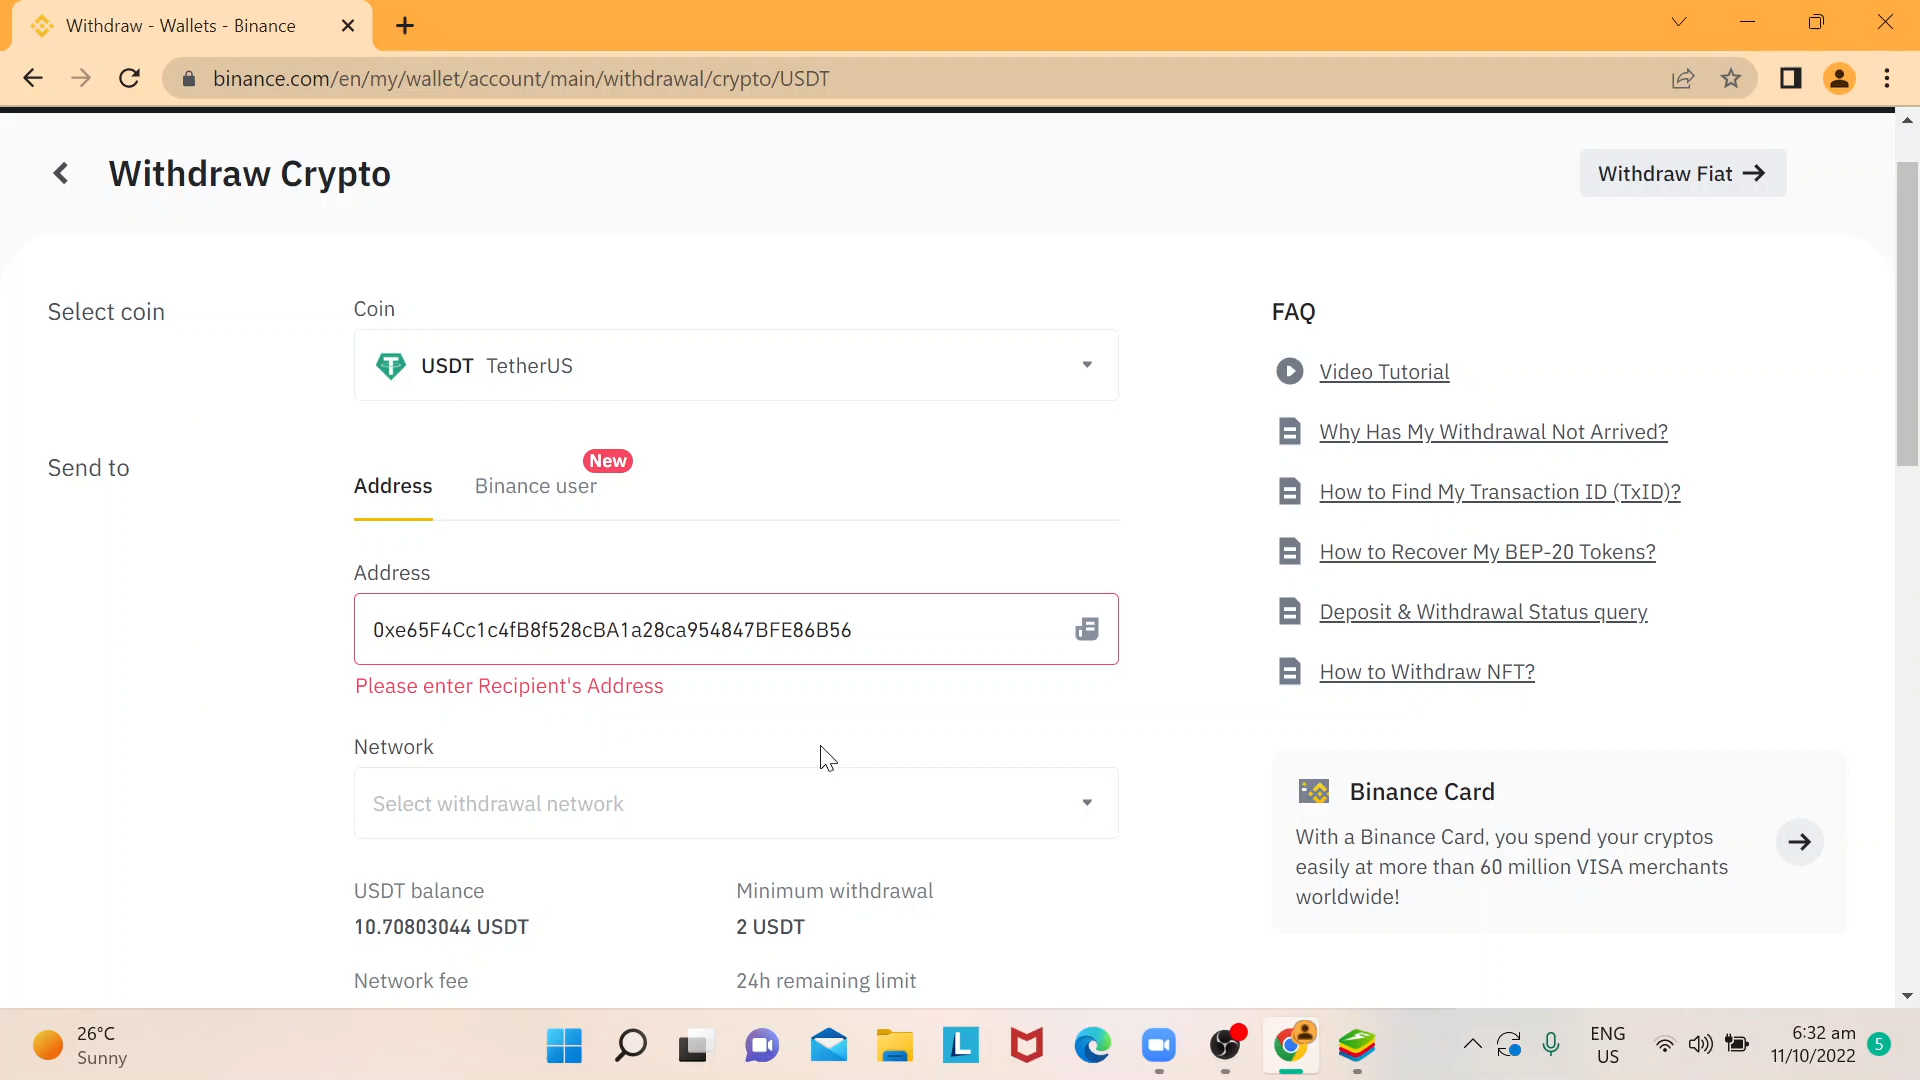 Withdraw - Wallets - Binance
binance.com/en/my/wallet/account/main/withdrawal/crypto/USDT
Withdraw Crypto
Withdraw Fiat
Select coin
Coin
USDT TetherUS
Send to
Address
Binance user
New
Address
0xe65F4Cc1c4fB8f528cBA1a28ca954847BFE86B56
Please enter Recipient's Address
Network
Select withdrawal network
USDT balance
10.70803044 USDT
Minimum withdrawal
2 USDT
Network fee
24h remaining limit
FAQ
Video Tutorial
Why Has My Withdrawal Not Arrived?
How to Find My Transaction ID (TxID)?
How to Recover My BEP-20 Tokens?
Deposit & Withdrawal Status query
How to Withdraw NFT?
Binance Card
With a Binance Card, you spend your cryptos
easily at more than 60 million VISA merchants
worldwide!
26°C
Sunny
L
ENG
US
6:32 am
11/10/2022
5